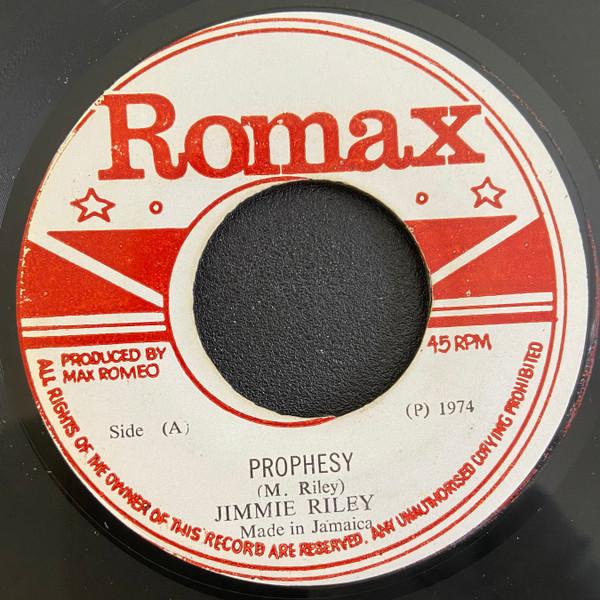 Romax
PRODUCED BY
MAX ROMEO
45 RPM
Side (A)
(P) 1974
PROPHESY
(M. Riley)
JIMMIE RILEY
Made in Jamaica
ALL RIGHTS OF THE OWNER OF THIS RECORD ARE RESERVED. ANY UNAUTHORISED COPYING PROHIBITED